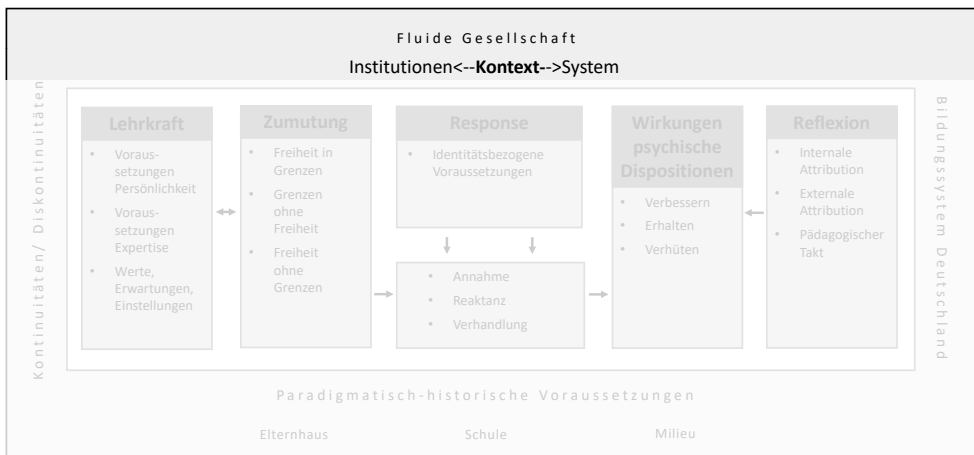 Fluide Gesellschaft
Institutionen<--Kontext-->System
Kontinuitäten/ Diskontinuitäten
Lehrkraft
• Voraus-
setzungen
Persönlichkeit
• Voraus-
setzungen
Expertise
• Werte,
Erwartungen,
Einstellungen
Zumutung
• Freiheit in
Grenzen
• Grenzen
ohne
Freiheit
• Freiheit
ohne
Grenzen
Response
• Identitätsbezogene
Voraussetzungen
• Annahme
• Reaktanz
• Verhandlung
Wirkungen
psychische
Dispositionen
• Verbessern
• Erhalten
• Verhüten
Reflexion
• Internale
Attribution
• Externale
Attribution
• Pädagogischer
Takt
Bildungssystem Deutschland
Paradigmatisch-historische Voraussetzungen
Elternhaus Schule Milieu